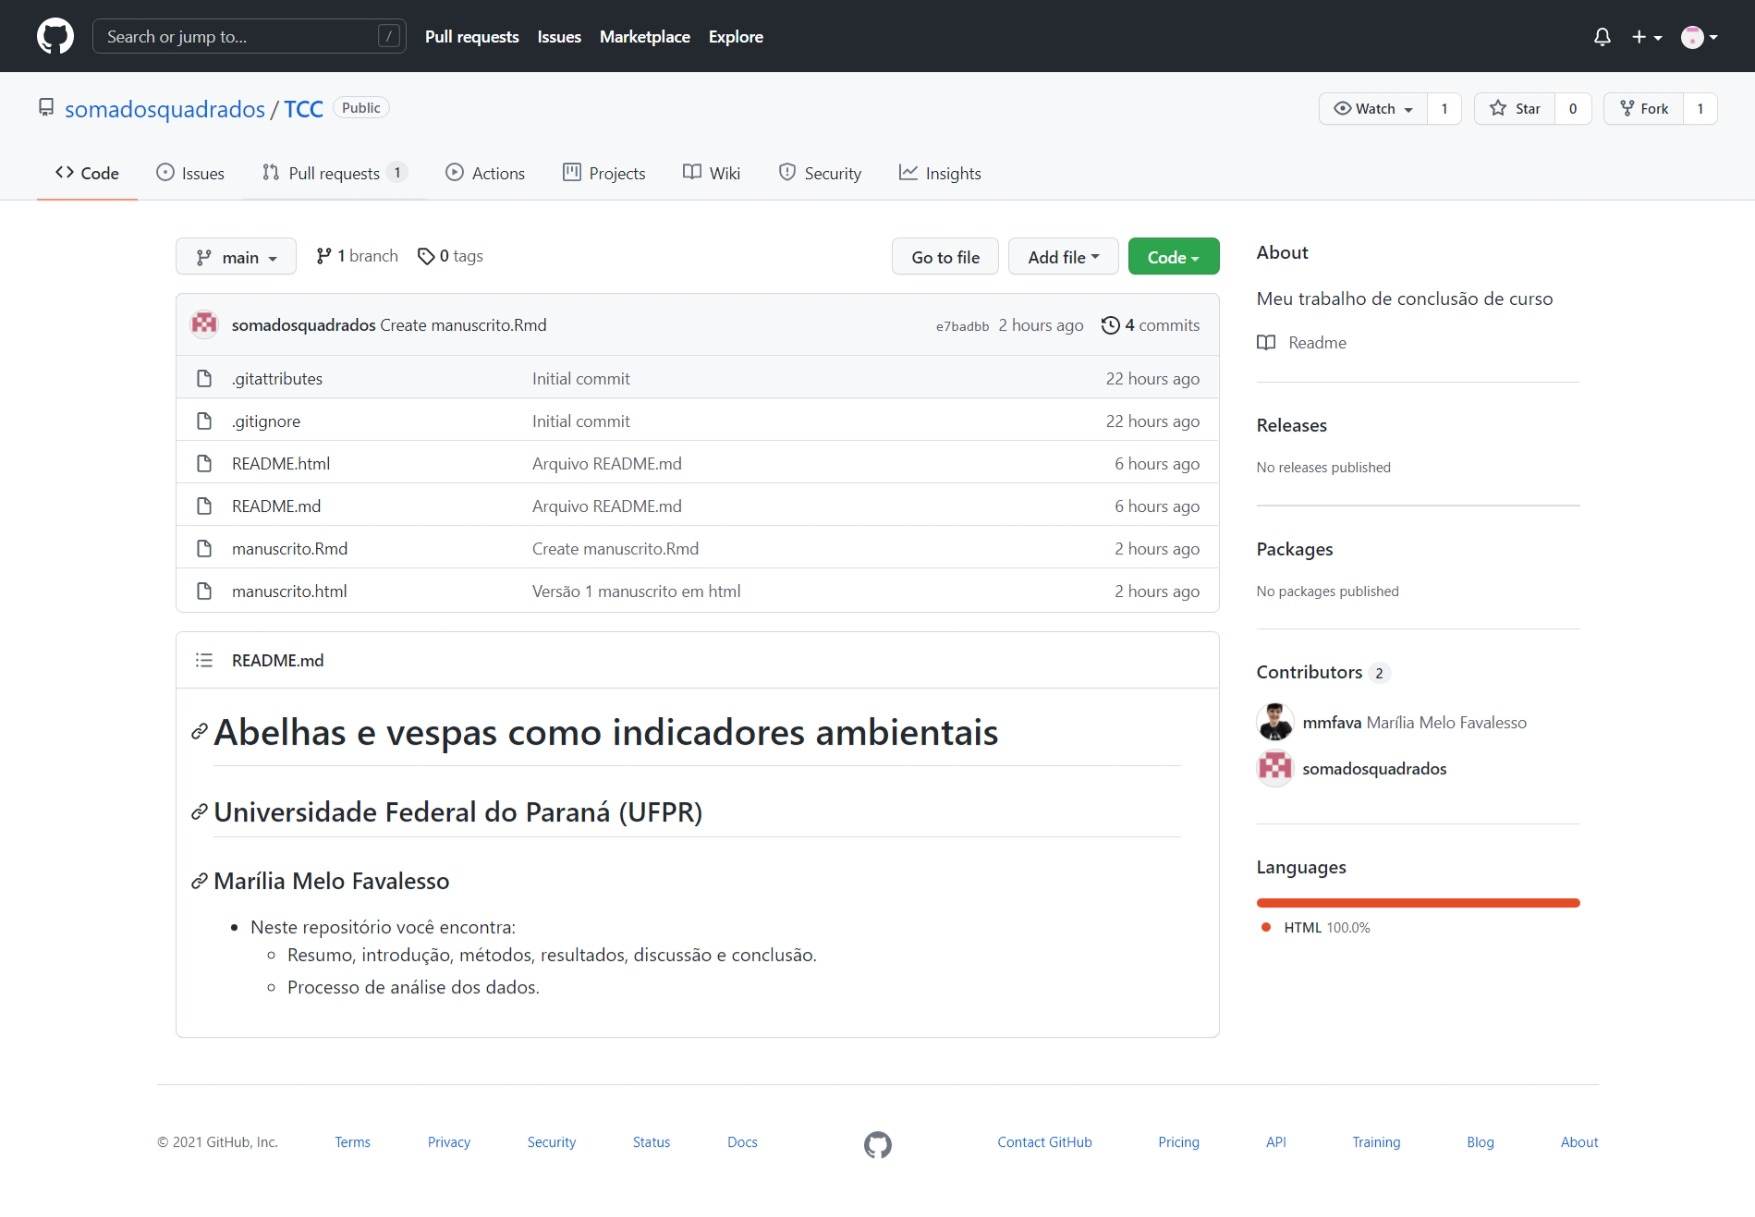 Search or jump to... /
Pull requests Issues Marketplace Explore
somadosquadrados / TCC Public
Watch 1 Star 0 Fork 1
Code Issues Pull requests 1 Actions Projects Wiki Security Insights
main 1 branch 0 tags Go to file Add file Code
somadosquadrados Create manuscrito.Rmd e7badbb 2 hours ago 4 commits
.gitattributes Initial commit 22 hours ago
.gitignore Initial commit 22 hours ago
README.html Arquivo README.md 6 hours ago
README.md Arquivo README.md 6 hours ago
manuscrito.Rmd Create manuscrito.Rmd 2 hours ago
manuscrito.html Versão 1 manuscrito em html 2 hours ago
README.md
Abelhas e vespas como indicadores ambientais
Universidade Federal do Paraná (UFPR)
Marília Melo Favalesso
Neste repositório você encontra:
Resumo, introdução, métodos, resultados, discussão e conclusão.
Processo de análise dos dados.
About
Meu trabalho de conclusão de curso
Readme
Releases
No releases published
Packages
No packages published
Contributors 2
mmfava Marília Melo Favalesso
somadosquadrados
Languages
HTML 100.0%
© 2021 GitHub, Inc. Terms Privacy Security Status Docs Contact GitHub Pricing API Training Blog About